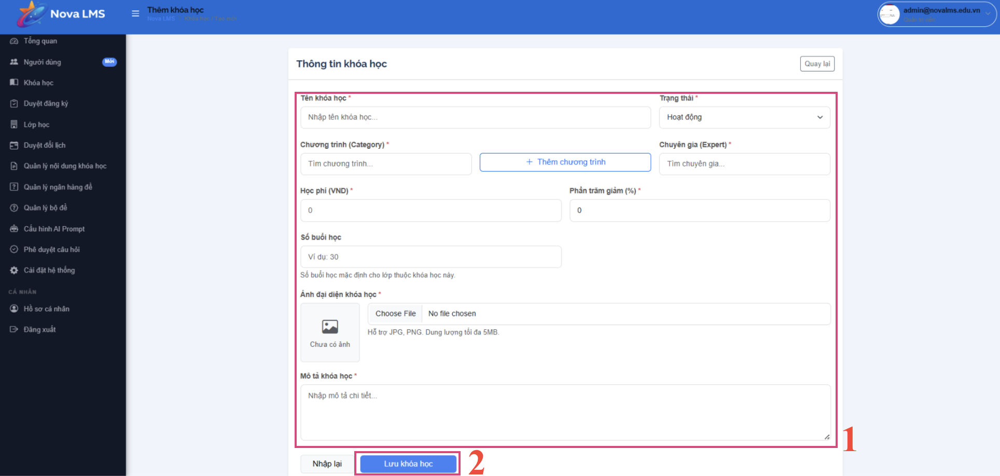 Nova LMS
Thêm khóa học
Nova LMS Khóa học / Tạo mới
admin@novalms.edu.vn
Quản trị viên
Tổng quan
Người dùng Mới
Khóa học
Duyệt đăng ký
Lớp học
Duyệt đổi lịch
Quản lý nội dung khóa học
Quản lý ngân hàng đề
Quản lý bộ đề
Cấu hình AI Prompt
Phê duyệt câu hỏi
Cài đặt hệ thống
CÁ NHÂN
Hồ sơ cá nhân
Đăng xuất
Thông tin khóa học
Quay lại
Tên khóa học *
Trạng thái *
Nhập tên khóa học...
Hoạt động
Chương trình (Category) *
Chuyên gia (Expert) *
Tìm chương trình...
+ Thêm chương trình
Tìm chuyên gia...
Học phí (VND) *
Phần trăm giảm (%) *
0
0
Số buổi học
Ví dụ: 30
Số buổi học mặc định cho lớp thuộc khóa học này.
Ảnh đại diện khóa học *
Choose File No file chosen
Hỗ trợ JPG, PNG. Dung lượng tối đa 5MB.
Chưa có ảnh
Mô tả khóa học *
Nhập mô tả chi tiết...
1
Nhập lại
Lưu khóa học
2